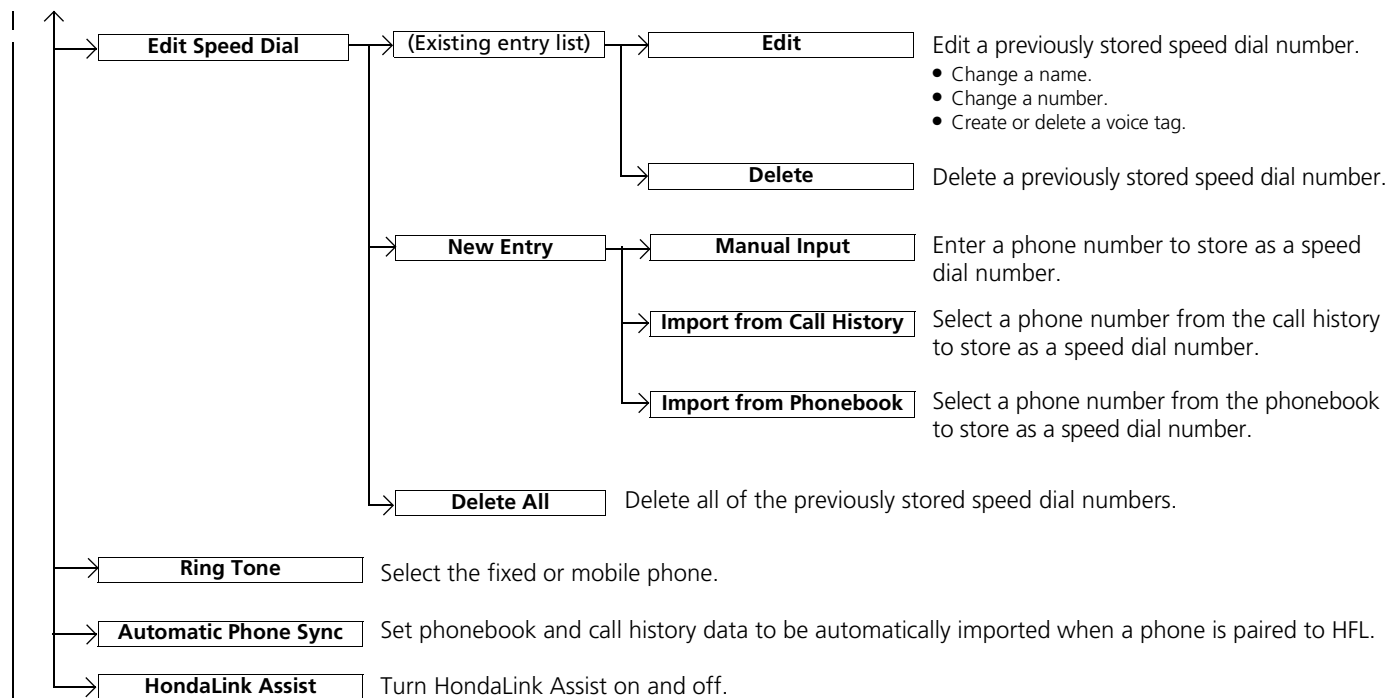 Edit Speed Dial
(Existing entry list)
Edit
Edit a previously stored speed dial number.
● Change a name.
● Change a number.
● Create or delete a voice tag.
Delete
Delete a previously stored speed dial number.
New Entry
Manual Input
Enter a phone number to store as a speed
dial number.
Import from Call History
Select a phone number from the call history
to store as a speed dial number.
Import from Phonebook
Select a phone number from the phonebook
to store as a speed dial number.
Delete All
Delete all of the previously stored speed dial numbers.
Ring Tone
Select the fixed or mobile phone.
Automatic Phone Sync
Set phonebook and call history data to be automatically imported when a phone is paired to HFL.
HondaLink Assist
Turn HondaLink Assist on and off.